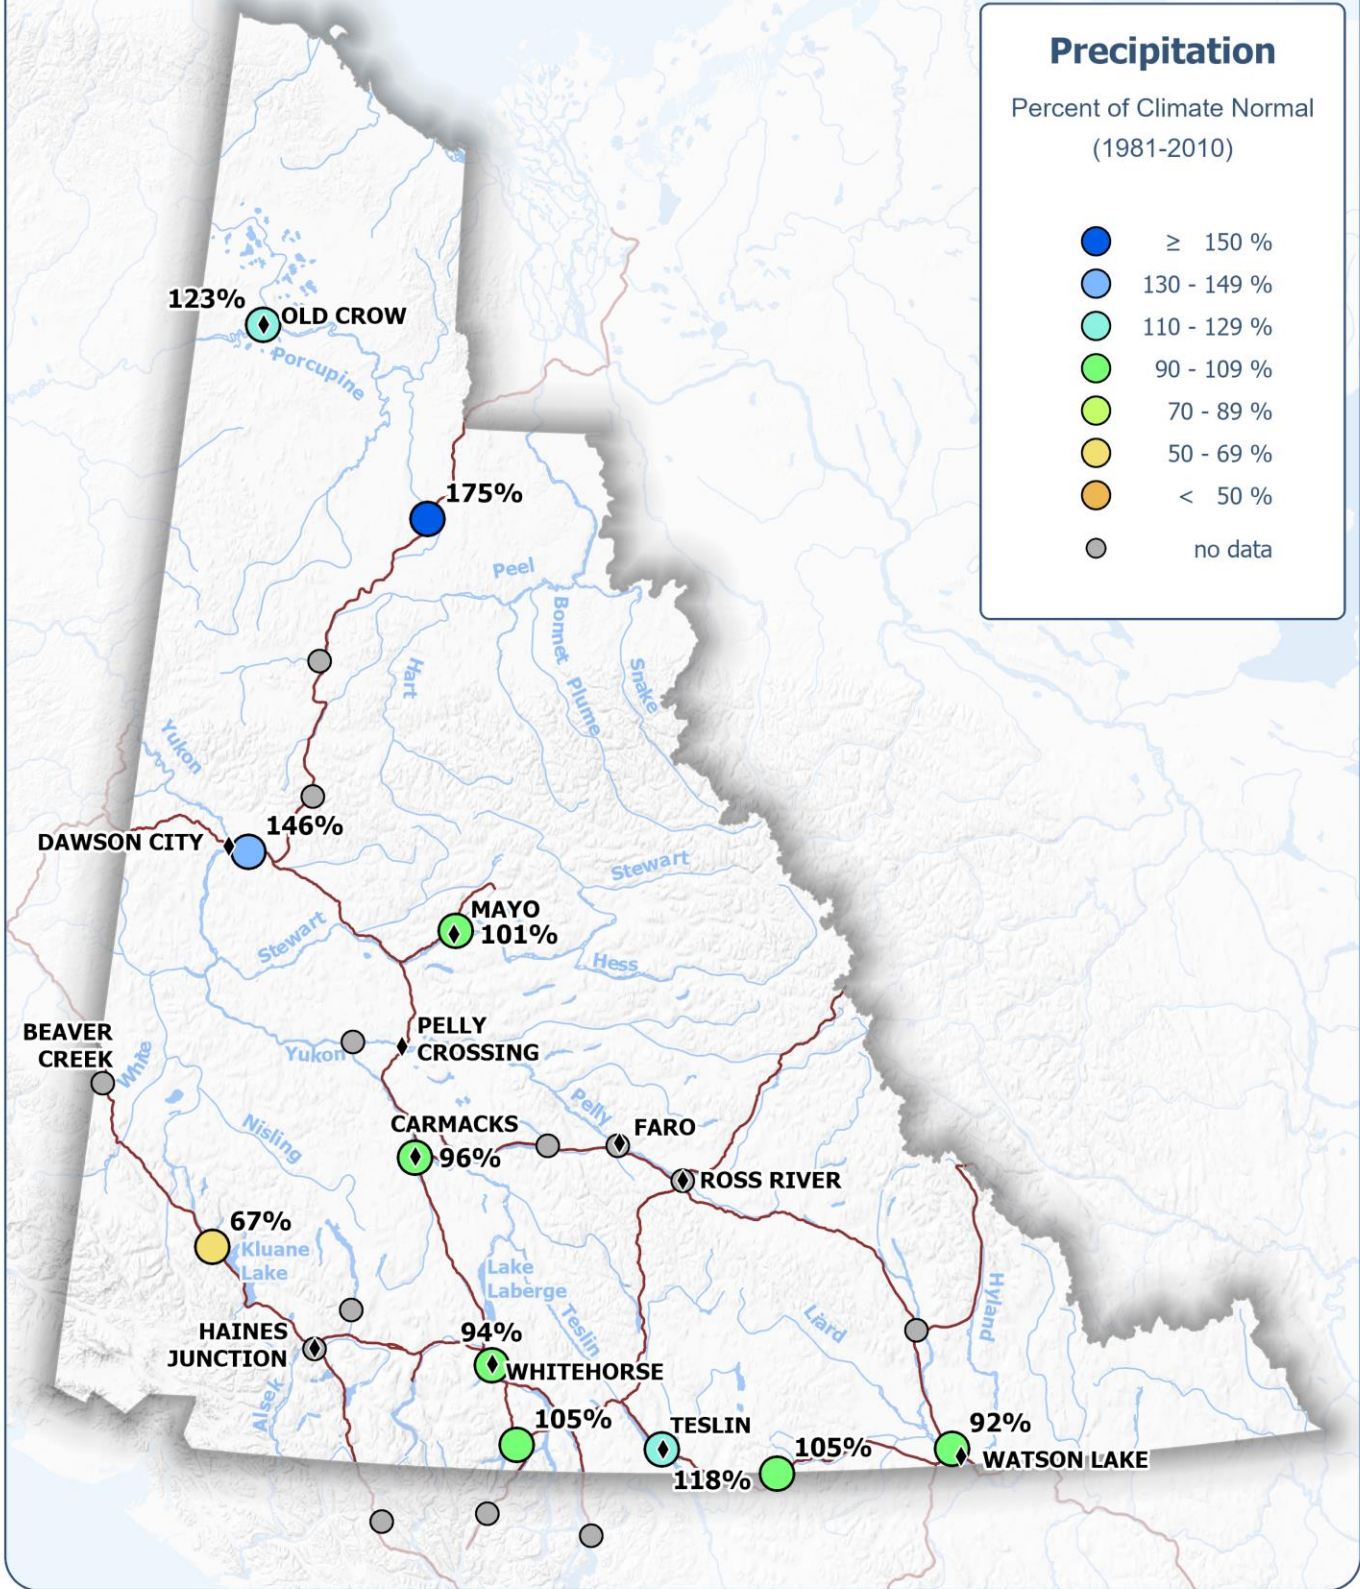 Precipitation
Percent of Climate Normal
(1981-2010)
≥ 150 %
130 - 149 %
110 - 129 %
90 - 109 %
70 - 89 %
50 - 69 %
< 50 %
no data
123%
OLD CROW
Porcupine
175%
Peel
Bonnet
Plume
Snake
Hart
Yukon
146%
DAWSON CITY
Stewart
MAYO
101%
Stewart
Hess
BEAVER
CREEK
White
PELLY
CROSSING
Yukon
Pelly
Nisling
CARMACKS
96%
FARO
ROSS RIVER
67%
Kluane
Lake
Lake
Laberge
Teslin
Liard
Hyland
HAINES
JUNCTION
94%
WHITEHORSE
Alsek
105%
TESLIN
118%
105%
92%
WATSON LAKE